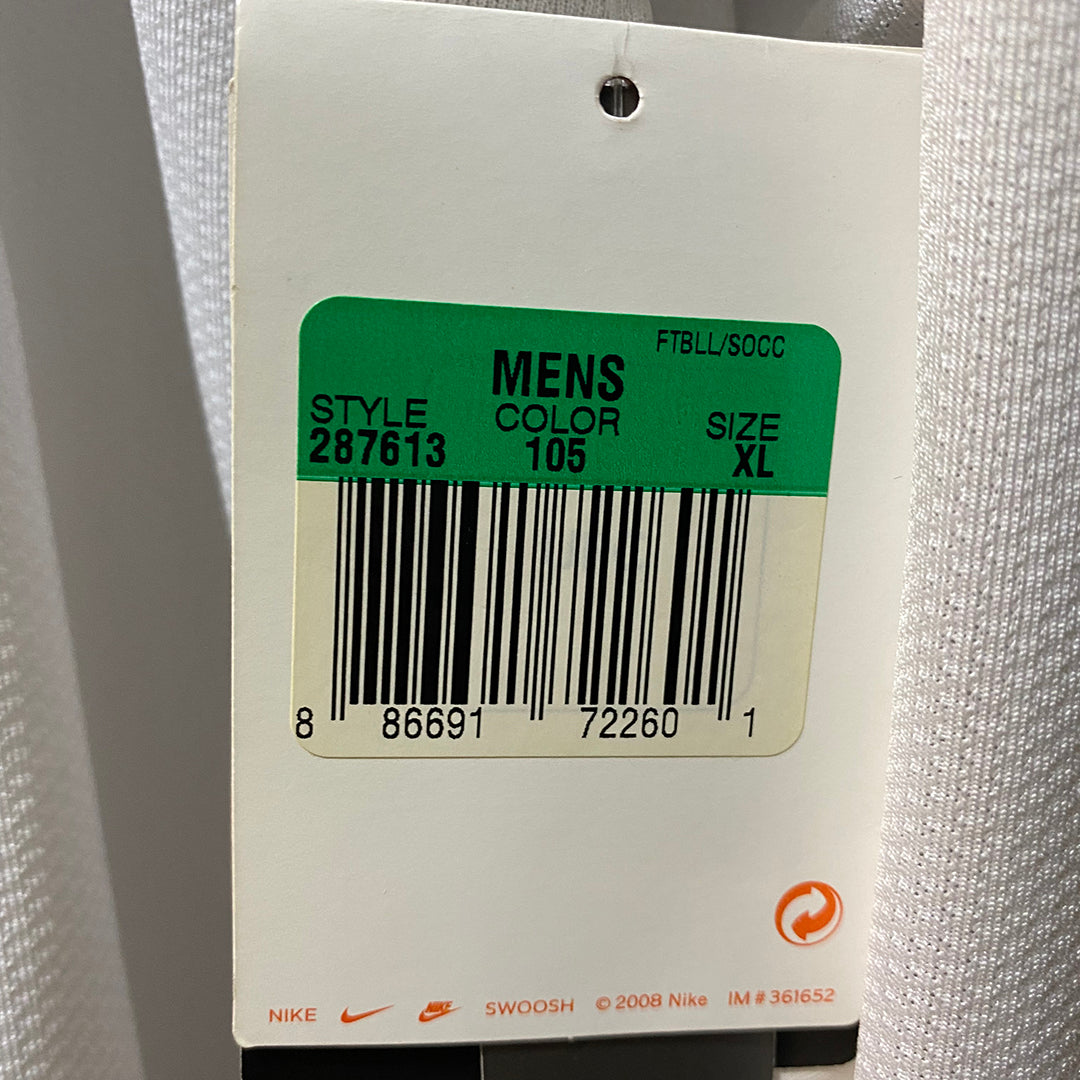 FTBLL/SOCC
MENS
STYLE COLOR SIZE
287613 105 XL
8 86691 72260 1
NIKE NIKE SWOOSH © 2008 Nike IM # 361652